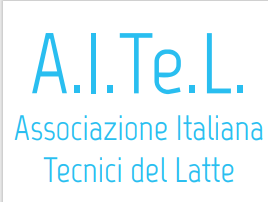 A.I.Te.L.
Associazione Italiana
Tecnici del Latte